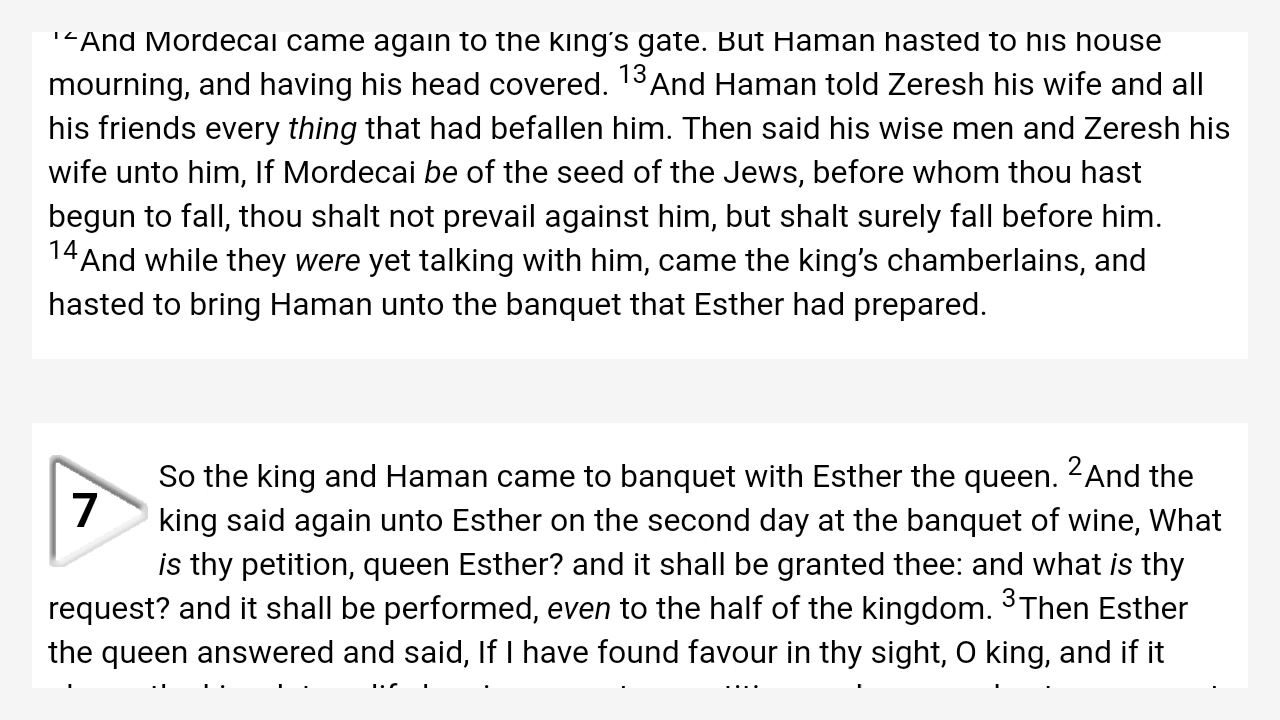 12And Mordecai came again to the king’s gate. But Haman hasted to his house
mourning, and having his head covered. 13And Haman told Zeresh his wife and all
his friends every thing that had befallen him. Then said his wise men and Zeresh his
wife unto him, If Mordecai be of the seed of the Jews, before whom thou hast
begun to fall, thou shalt not prevail against him, but shalt surely fall before him.
14And while they were yet talking with him, came the king’s chamberlains, and
hasted to bring Haman unto the banquet that Esther had prepared.
7
So the king and Haman came to banquet with Esther the queen. 2And the
king said again unto Esther on the second day at the banquet of wine, What
is thy petition, queen Esther? and it shall be granted thee: and what is thy
request? and it shall be performed, even to the half of the kingdom. 3Then Esther
the queen answered and said, If I have found favour in thy sight, O king, and if it